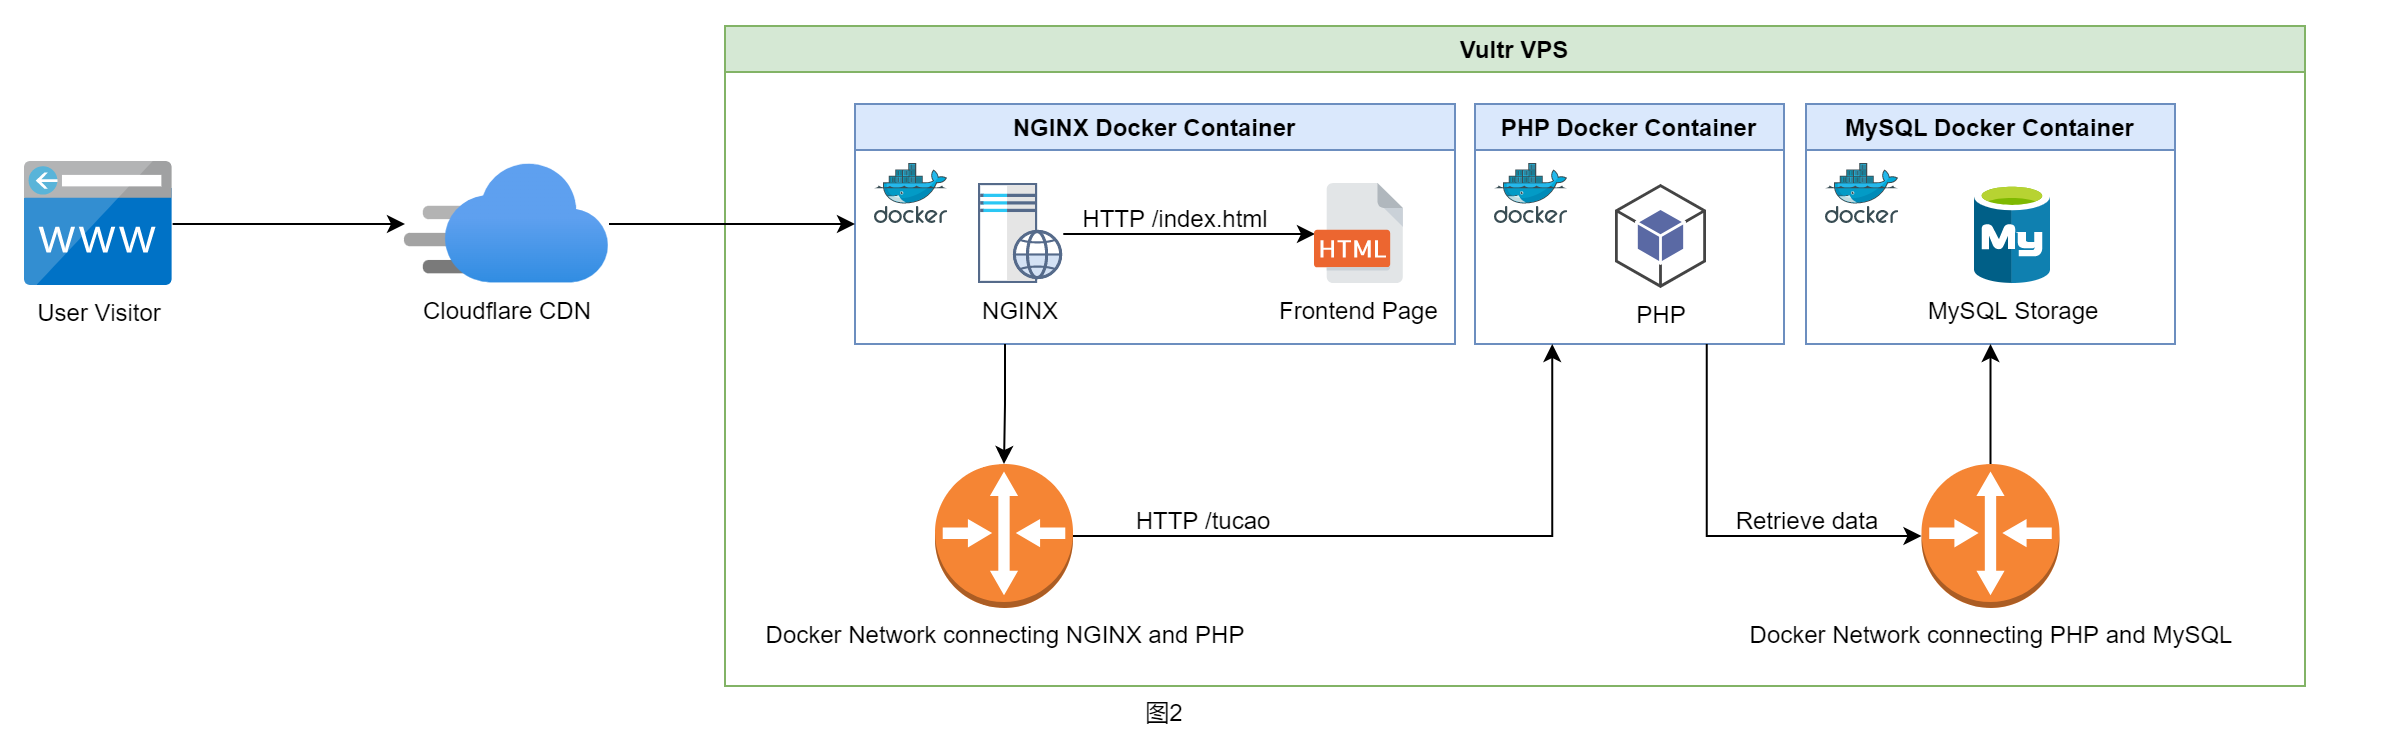 Vultr VPS
NGINX Docker Container
PHP Docker Container
MySQL Docker Container
WWW
User Visitor
Cloudflare CDN
docker
HTTP /index.html
HTML
NGINX
Frontend Page
docker
PHP
docker
My
MySQL Storage
HTTP /tucao
Retrieve data
Docker Network connecting NGINX and PHP
Docker Network connecting PHP and MySQL
图2